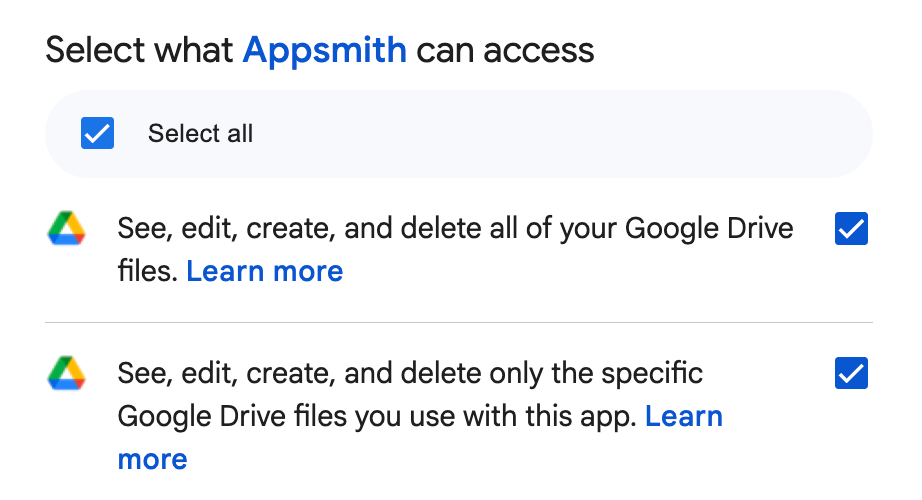 Select what Appsmith can access
Select all
See, edit, create, and delete all of your Google Drive
files. Learn more
See, edit, create, and delete only the specific
Google Drive files you use with this app. Learn
more